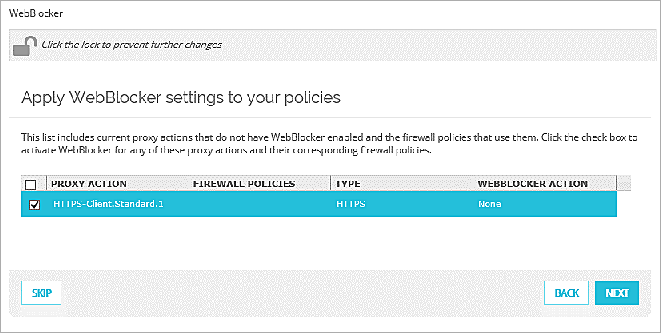 WebBlocker
Click the lock to prevent further changes
Apply WebBlocker settings to your policies
This list includes current proxy actions that do not have WebBlocker enabled and the firewall policies that use them. Click the check box to
activate WebBlocker for any of these proxy actions and their corresponding firewall policies.
PROXY ACTION FIREWALL POLICIES TYPE WEBBLOCKER ACTION
HTTPS-Client.Standard.1 HTTPS None
SKIP BACK NEXT